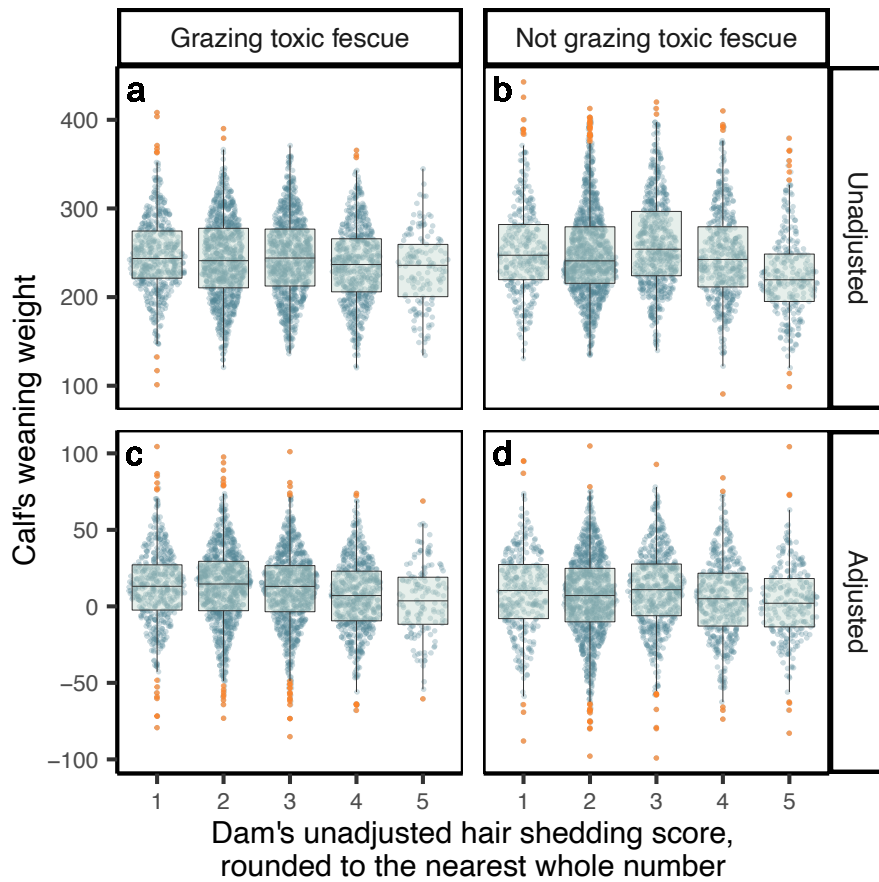 Grazing toxic fescue
Not grazing toxic fescue
a
b
400
300
200
100
Unadjusted
Calf's weaning weight
c
d
100
50
0
−50
−100
Adjusted
1 2 3 4 5
1 2 3 4 5
Dam's unadjusted hair shedding score,
rounded to the nearest whole number